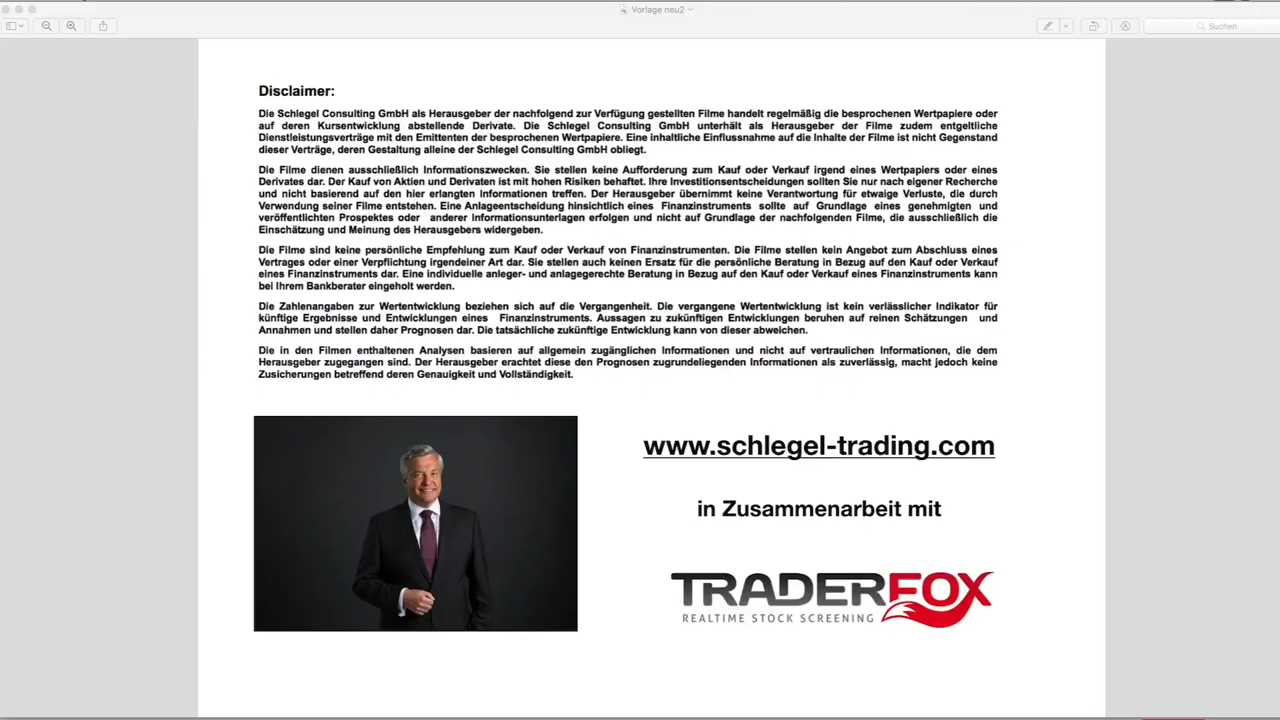 Vorlage neu2
Suchen
Disclaimer:
Die Schlegel Consulting GmbH als Herausgeber der nachfolgend zur Verfügung gestellten Filme handelt regelmäßig die besprochenen Wertpapiere oder
auf deren Kursentwicklung abstellende Derivate. Die Schlegel Consulting GmbH unterhält als Herausgeber der Filme zudem entgeltliche
Dienstleistungsverträge mit den Emittenten der besprochenen Wertpapiere. Eine inhaltliche Einflussnahme auf die Inhalte der Filme ist nicht Gegenstand
dieser Verträge, deren Gestaltung alleine der Schlegel Consulting GmbH obliegt.
Die Filme dienen ausschließlich Informationszwecken. Sie stellen keine Aufforderung zum Kauf oder Verkauf irgend eines Wertpapiers oder eines
Derivates dar. Der Kauf von Aktien und Derivaten ist mit hohen Risiken behaftet. Ihre Investitionsentscheidungen sollten Sie nur nach eigener Recherche
und nicht basierend auf den hier erlangten Informationen treffen. Der Herausgeber übernimmt keine Verantwortung für etwaige Verluste, die durch
Verwendung seiner Filme entstehen. Eine Anlageentscheidung hinsichtlich eines Finanzinstruments sollte auf Grundlage eines genehmigten und
veröffentlichten Prospektes oder anderer Informationsunterlagen erfolgen und nicht auf Grundlage der nachfolgenden Filme, die ausschließlich die
Einschätzung und Meinung des Herausgebers widergeben.
Die Filme sind keine persönliche Empfehlung zum Kauf oder Verkauf von Finanzinstrumenten. Die Filme stellen kein Angebot zum Abschluss eines
Vertrages oder einer Verpflichtung irgendeiner Art dar. Sie stellen auch keinen Ersatz für die persönliche Beratung in Bezug auf den Kauf oder Verkauf
eines Finanzinstruments dar. Eine individuelle anleger- und anlagegerechte Beratung in Bezug auf den Kauf oder Verkauf eines Finanzinstruments kann
bei Ihrem Bankberater eingeholt werden.
Die Zahlenangaben zur Wertentwicklung beziehen sich auf die Vergangenheit. Die vergangene Wertentwicklung ist kein verlässlicher Indikator für
künftige Ergebnisse und Entwicklungen eines Finanzinstruments. Aussagen zu zukünftigen Entwicklungen beruhen auf reinen Schätzungen und
Annahmen und stellen daher Prognosen dar. Die tatsächliche zukünftige Entwicklung kann von dieser abweichen.
Die in den Filmen enthaltenen Analysen basieren auf allgemein zugänglichen Informationen und nicht auf vertraulichen Informationen, die dem
Herausgeber zugegangen sind. Der Herausgeber erachtet diese den Prognosen zugrundeliegenden Informationen als zuverlässig, macht jedoch keine
Zusicherungen betreffend deren Genauigkeit und Vollständigkeit.
www.schlegel-trading.com
in Zusammenarbeit mit
TRADERFOX
REALTIME STOCK SCREENING